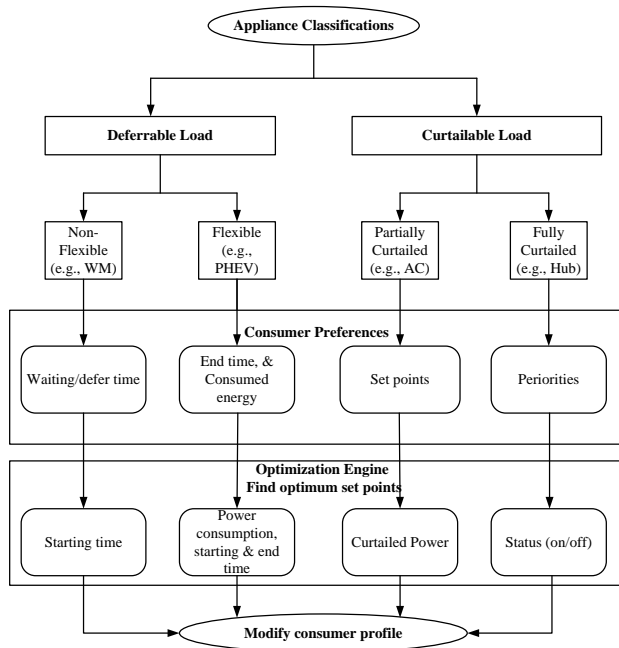 Appliance Classifications
Deferrable Load
Curtailable Load
Non-
Flexible
(e.g., WM)
Flexible
(e.g.,
PHEV)
Partially
Curtailed
(e.g., AC)
Fully
Curtailed
(e.g., Hub)
Consumer Preferences
Waiting/defer time
End time, &
Consumed
energy
Set points
Periorities
Optimization Engine
Find optimum set points
Starting time
Power
consumption,
starting & end
time
Curtailed Power
Status (on/off)
Modify consumer profile